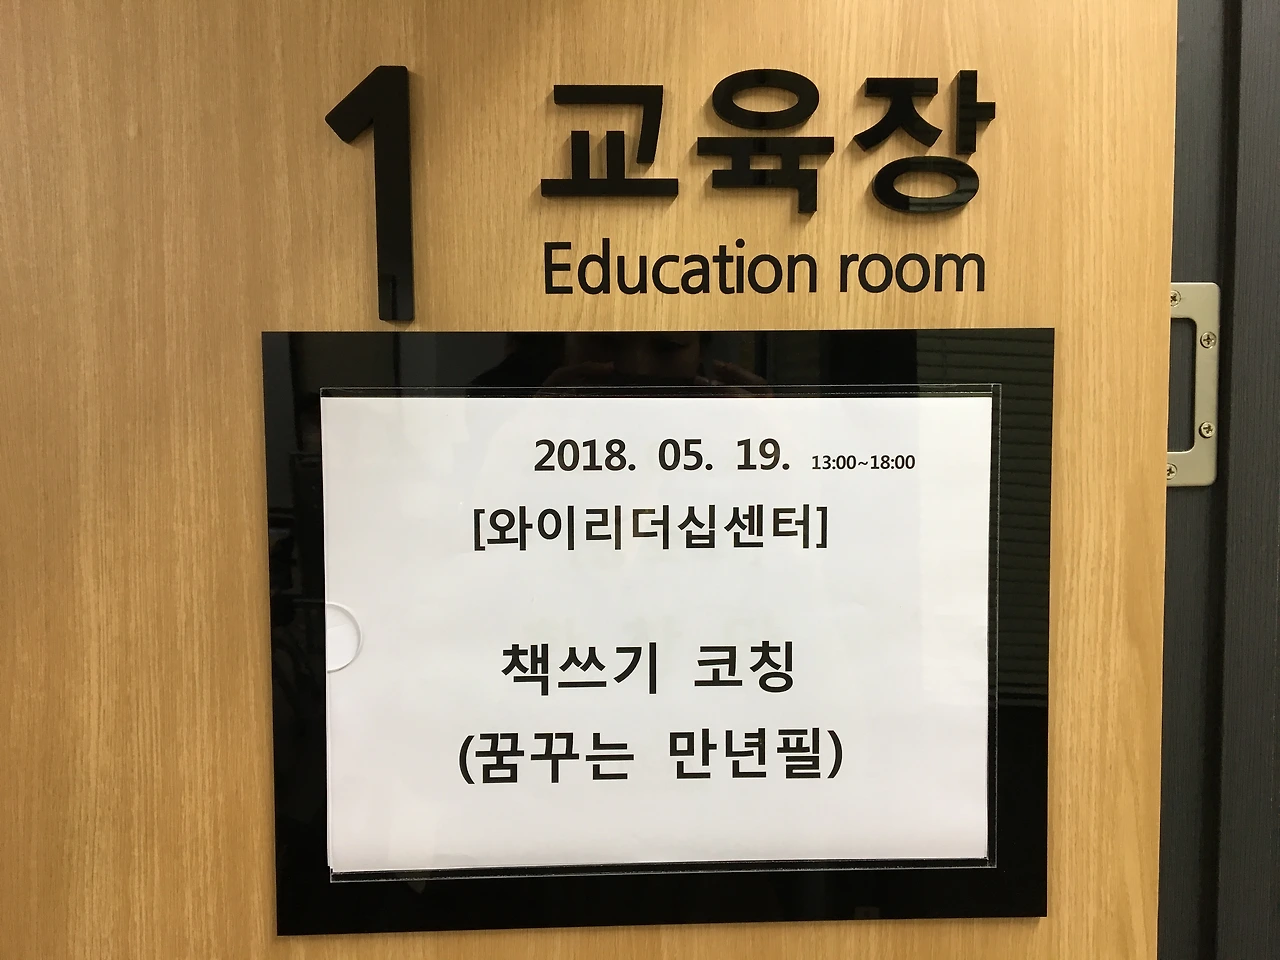 1 교육장
Education room
2018. 05. 19. 13:00~18:00
[와이리더십센터]
책쓰기 코칭
(꿈꾸는 만년필)